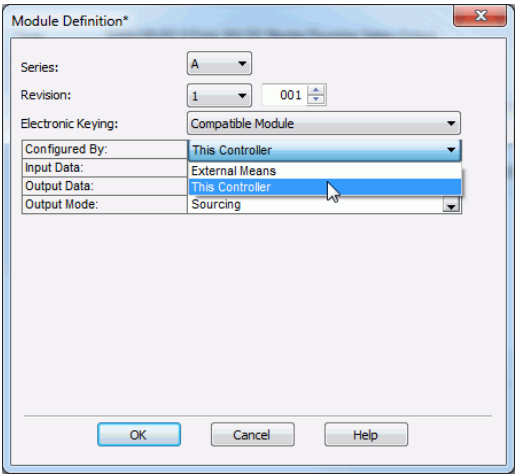 Module Definition*
Series: A
Revision: 1 001
Electronic Keying: Compatible Module
Configured By: This Controller
Input Data: External Means
Output Data: This Controller
Output Mode: Sourcing
OK Cancel Help